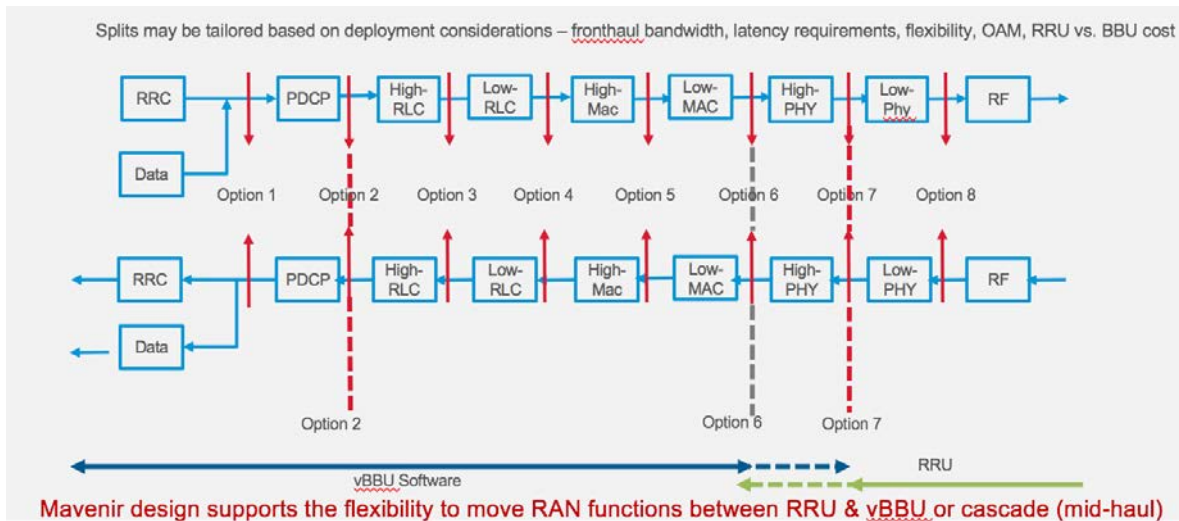 Splits may be tailored based on deployment considerations – fronthaul bandwidth, latency requirements, flexibility, OAM, RRU vs. BBU cost
RRC
PDCP
High-
RLC
Low-
RLC
High-
Mac
Low-
MAC
High-
PHY
Low-
Phy
RF
Data
Option 1
Option 2
Option 3
Option 4
Option 5
Option 6
Option 7
Option 8
RRC
PDCP
High-
RLC
Low-
RLC
High-
Mac
Low-
MAC
High-
PHY
Low-
PHY
RF
Data
Option 2
Option 6
Option 7
vBBU Software
RRU
Mavenir design supports the flexibility to move RAN functions between RRU & vBBU or cascade (mid-haul)